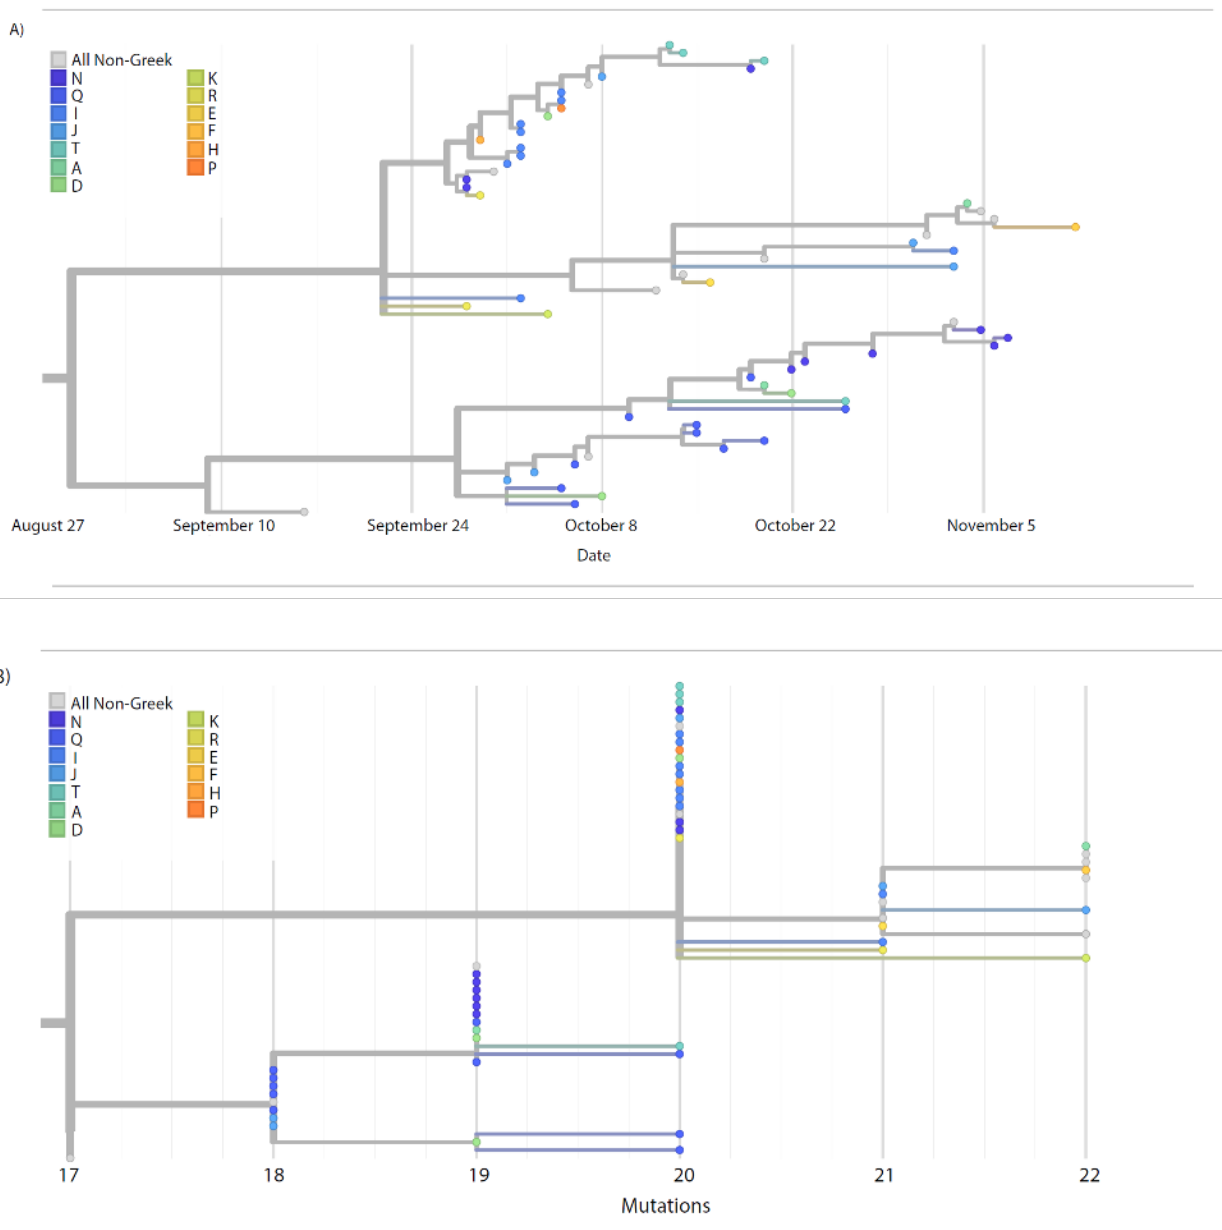 A)
All Non-Greek
N K
Q R
I E
J F
T H
A P
D
August 27 September 10 September 24 October 8 October 22 November 5
Date
B)
All Non-Greek
N K
Q R
I E
J F
T H
A P
D
17 18 19 20 21 22
Mutations